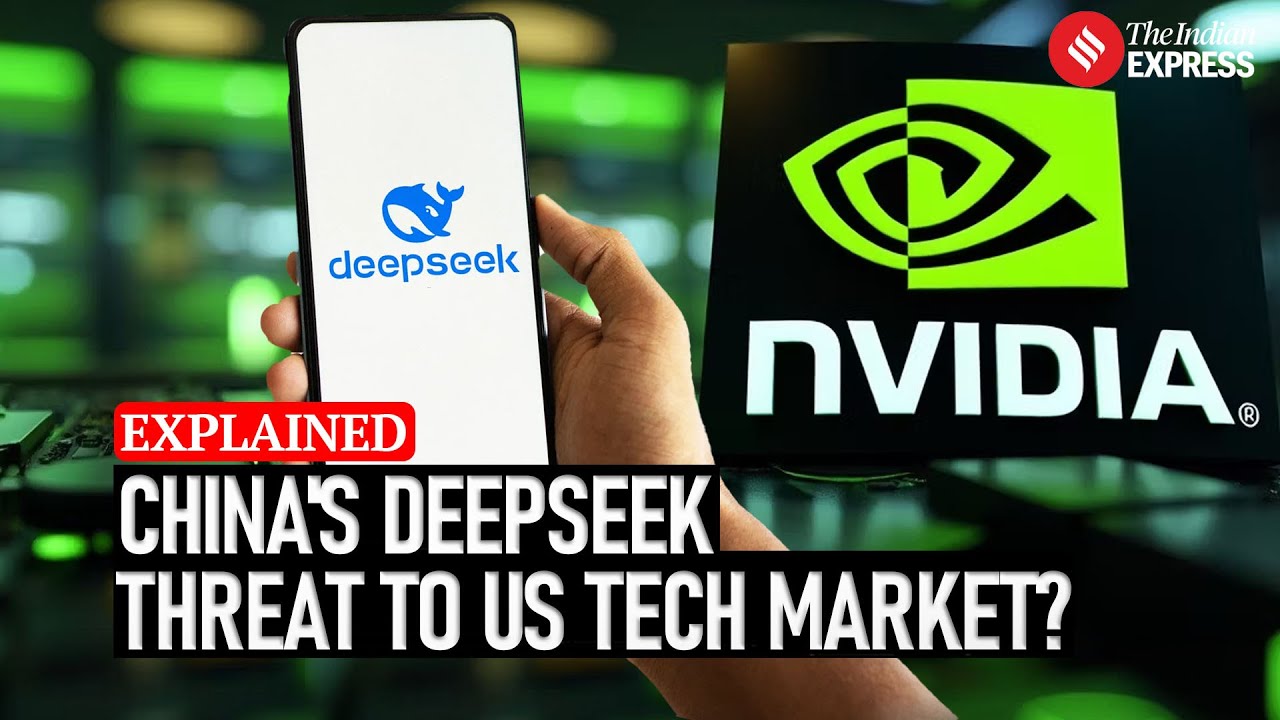 The Indian
EXPRESS
deepseek
nVIDIA®
EXPLAINED
CHINA'S DEEPSEEK
THREAT TO US TECH MARKET?